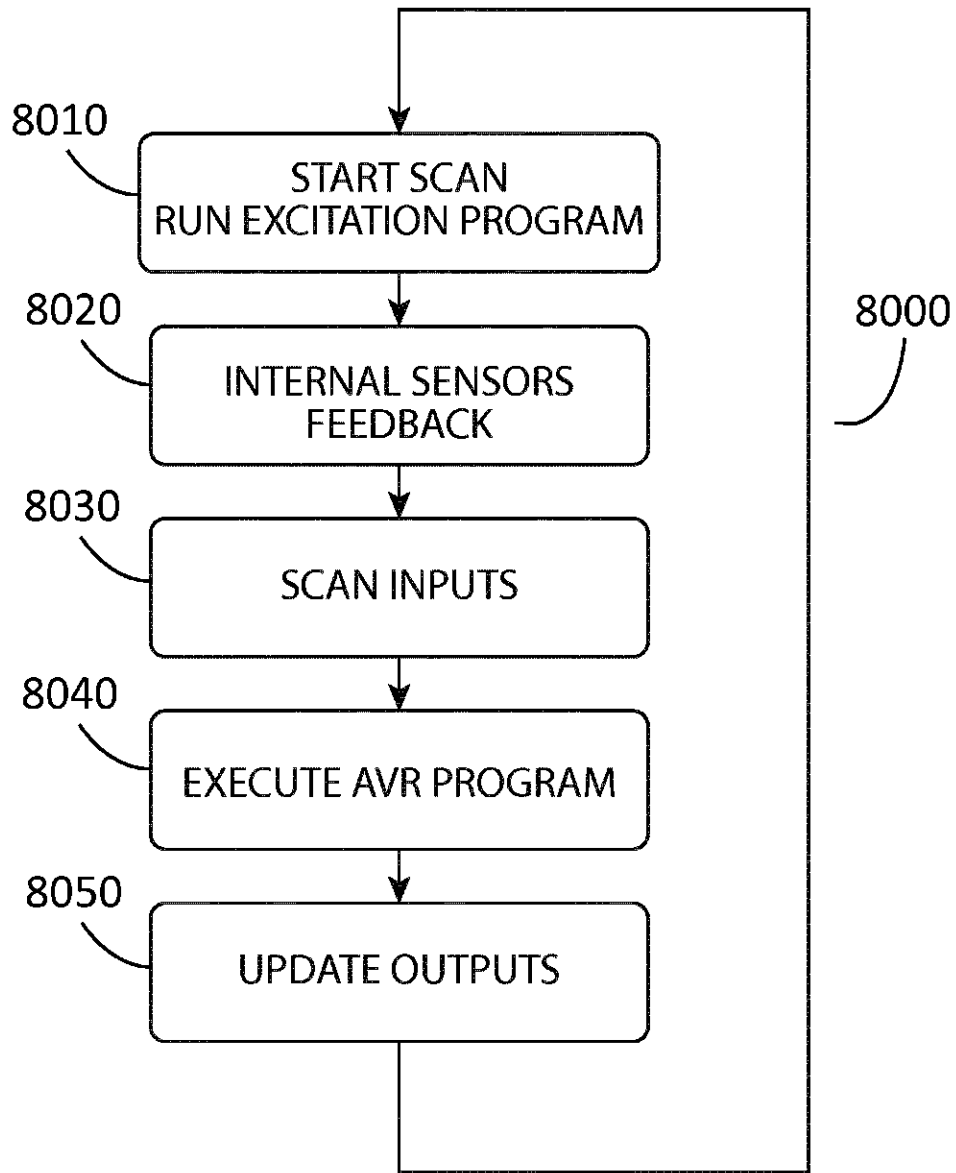 8010
START SCAN
RUN EXCITATION PROGRAM
8020
INTERNAL SENSORS
FEEDBACK
8000
8030
SCAN INPUTS
8040
EXECUTE AVR PROGRAM
8050
UPDATE OUTPUTS